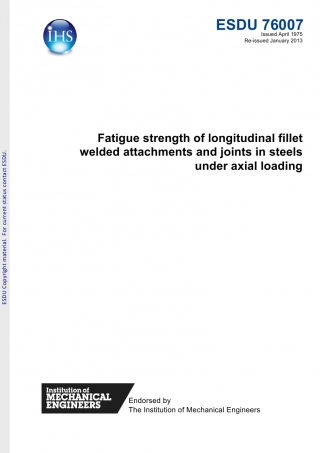 IHS
ESDU 76007
Issued April 1975
Re-issued January 2013
Fatigue strength of longitudinal fillet
welded attachments and joints in steels
under axial loading
ESDU Copyright material. For current status contact ESDU.
Institution of
MECHANICAL
ENGINEERS
Endorsed by
The Institution of Mechanical Engineers